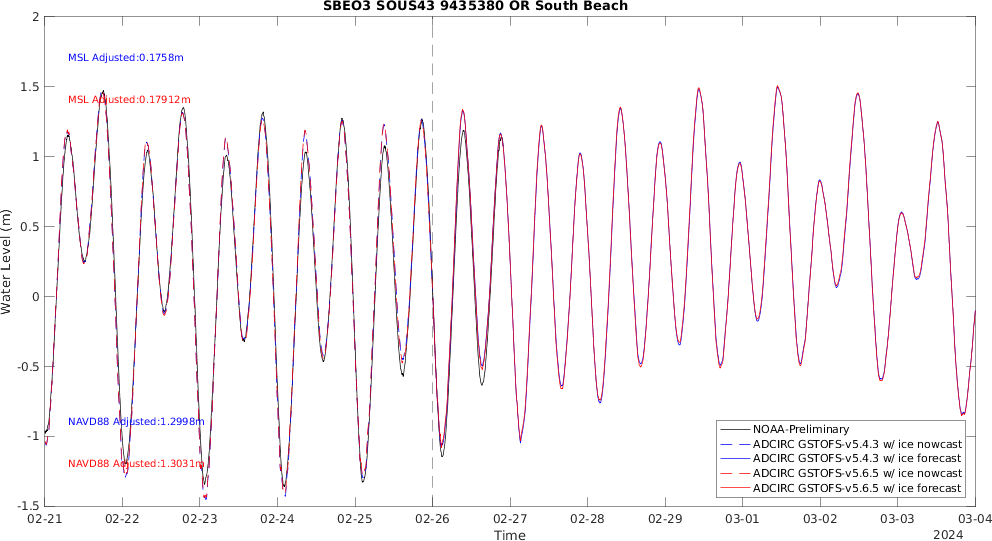 SBEO3 SOUS43 9435380 OR South Beach
2
1.5
1
0.5
0
-0.5
-1
-1.5
Water Level (m)
MSL Adjusted:0.1758m
MSL Adjusted:0.17912m
NAVD88 Adjusted:1.2998m
NAVD88 Adjusted:1.3031m
NOAA-Preliminary
ADCIRC GSTOFS-v5.4.3 w/ ice nowcast
ADCIRC GSTOFS-v5.4.3 w/ ice forecast
ADCIRC GSTOFS-v5.6.5 w/ ice nowcast
ADCIRC GSTOFS-v5.6.5 w/ ice forecast
02-21 02-22 02-23 02-24 02-25 02-26 02-27 02-28 02-29 03-01 03-02 03-03 03-04
Time
2024